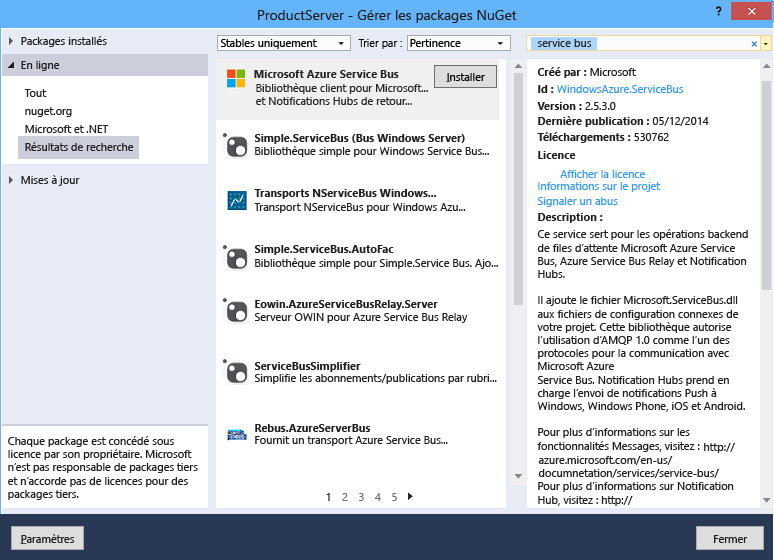 ProductServer - Gérer les packages NuGet
?
Packages installés
En ligne
Tout
nuget.org
Microsoft et .NET
Résultats de recherche
Mises à jour
Chaque package est concédé sous
licence par son propriétaire. Microsoft
n'est pas responsable de packages tiers
et n'accorde pas de licences pour des
packages tiers.
Stables uniquement
Trier par :
Pertinence
Microsoft Azure Service Bus
Installer
Bibliothèque client pour Microsoft...
et Notifications Hubs de retour...
Simple.ServiceBus (Bus Windows Server)
Bibliothèque simple pour Windows Service Bus...
Transports NServiceBus Windows...
Transport NServiceBus pour Windows Azu...
Simple.ServiceBus.AutoFac
Bibliothèque simple pour Simple.Service Bus. Ajo...
Eowin.AzureServiceBusRelay.Server
Serveur OWIN pour Azure Service Bus Relay
ServiceBusSimplifier
Simplifie les abonnements/publications par rubri...
Rebus.AzureServerBus
Fournit un transport Azure Service Bus...
1 2 3 4 5
service bus
Créé par : Microsoft
Id : WindowsAzure.ServiceBus
Version : 2.5.3.0
Dernière publication : 05/12/2014
Téléchargements : 530762
Licence
Afficher la licence
Informations sur le projet
Signaler un abus
Description :
Ce service sert pour les opérations backend
de files d'attente Microsoft Azure Service
Bus, Azure Service Bus Relay et Notification
Hubs.
Il ajoute le fichier Microsoft.ServiceBus.dll
aux fichiers de configuration connexes de
votre projet. Cette bibliothèque autorise
l'utilisation d'AMQP 1.0 comme l'un des
protocoles pour la communication avec
Microsoft Azure
Service Bus. Notification Hubs prend en
charge l'envoi de notifications Push à
Windows, Windows Phone, iOS et Android.
Pour plus d'informations sur les
fonctionnalités Messages, visitez : http://
azure.microsoft.com/en-us/
documnetation/services/service-bus/
Pour plus d'informations sur Notification
Hub, visitez : http://
Paramètres
Fermer